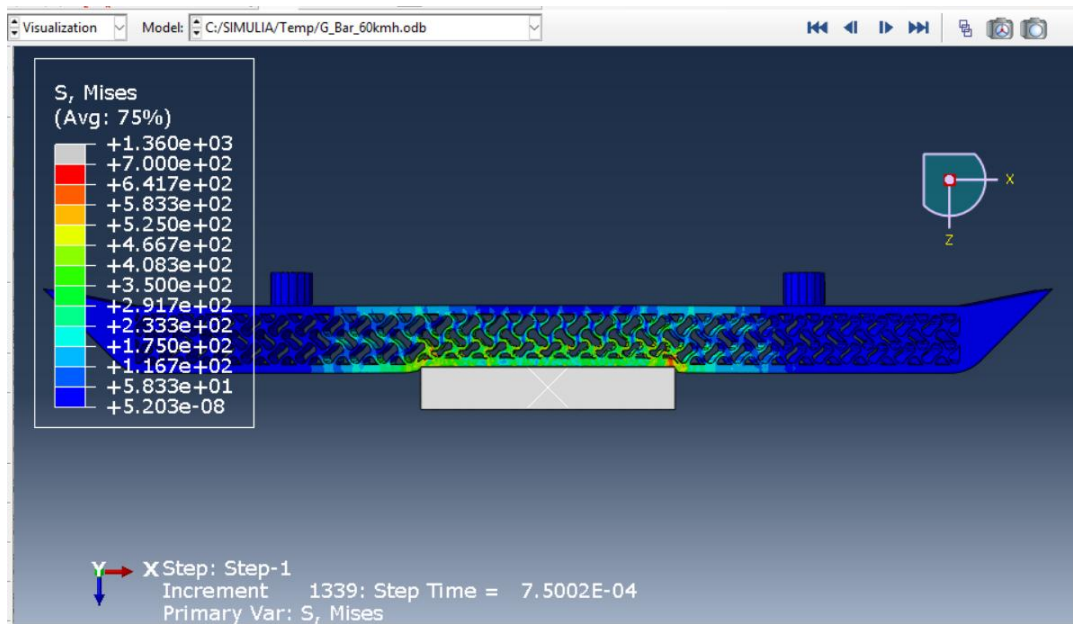 Visualization Model: C:/SIMULIA/Temp/G_Bar_60kmh.odb
S, Mises
(Avg: 75%)
+1.360e+03
+7.000e+02
+6.417e+02
+5.833e+02
+5.250e+02
+4.667e+02
+4.083e+02
+3.500e+02
+2.917e+02
+2.333e+02
+1.750e+02
+1.167e+02
+5.833e+01
+5.203e-08
X
Z
Y X Step: Step-1
Increment 1339: Step Time = 7.5002E-04
Primary Var: S, Mises